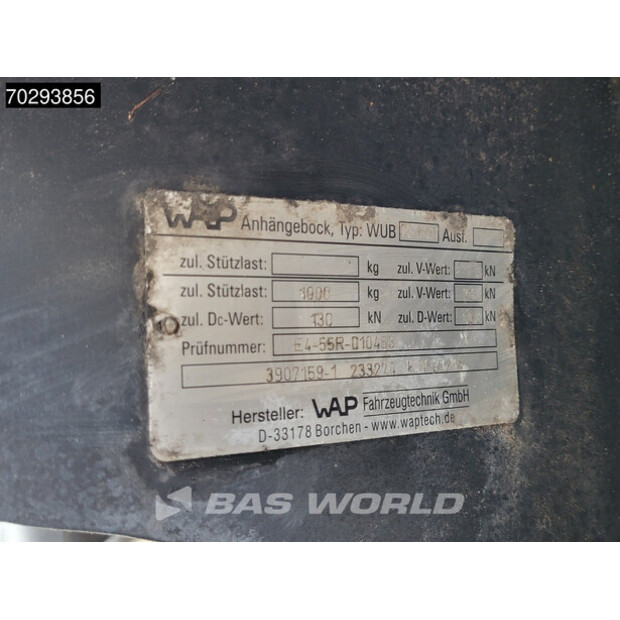 70293856
WAP Anhängebock, Typ: WUB Ausf.
zul. Stützlast: kg zul. V-Wert: kN
zul. Stützlast: 1000 kg zul. V-Wert: kN
zul. Dc-Wert: 130 kN zul. D-Wert: kN
Prüfnummer:
3907159-1
Hersteller: WAP Fahrzeugtechnik GmbH
D-33178 Borchen - www.waptech.de
BAS WORLD